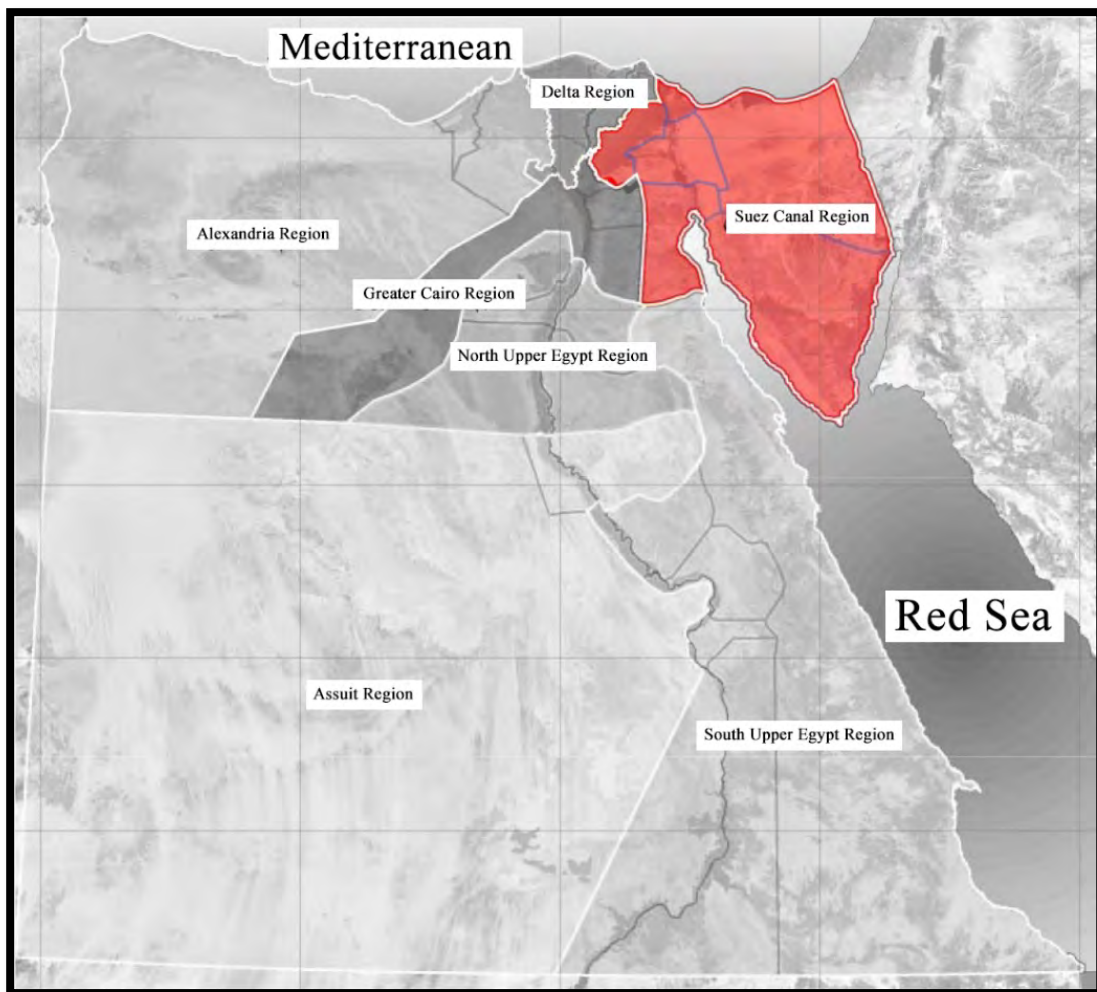 Mediterranean
Delta Region
Suez Canal Region
Alexandria Region
Greater Cairo Region
North Upper Egypt Region
Red Sea
Assuit Region
South Upper Egypt Region